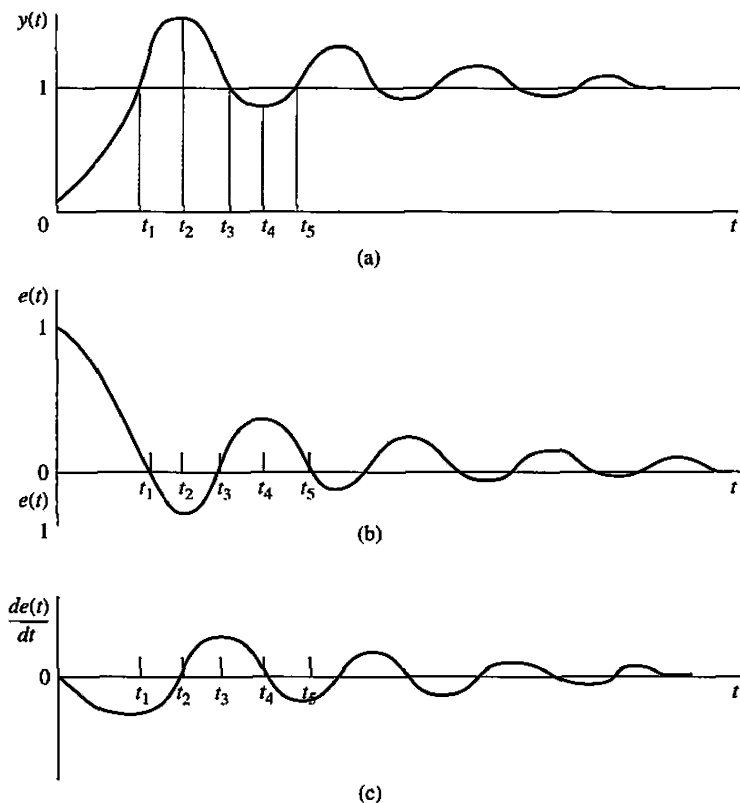 y(t)
1
0 t₁ t₂ t₃ t₄ t₅ t
(a)
e(t)
1
0
t₁ t₂ t₃ t₄ t₅ t
e(t)
1
(b)
de(t)
dt
0
t₁ t₂ t₃ t₄ t₅ t
(c)